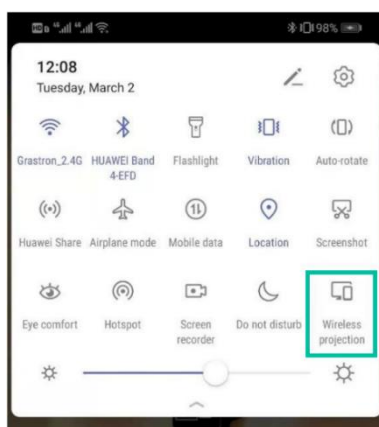 98%
12:08
Tuesday, March 2
Grastron_2.4G HUAWEI Band Flashlight Vibration Auto-rotate
4-EFD
Huawei Share Airplane mode Mobile data Location Screenshot
Eye comfort Hotspot Screen Do not disturb Wireless
recorder projection